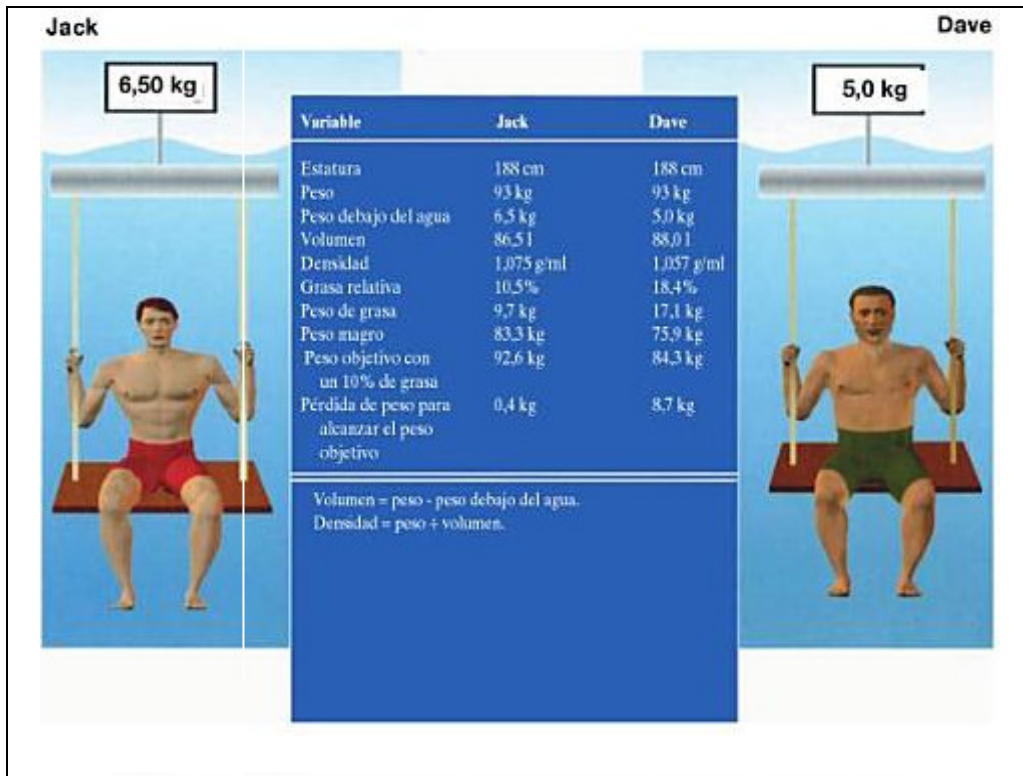 Jack
Dave
6,50 kg
5,0 kg
Variable Jack Dave
Estatura 188 cm 188 cm
Peso 93 kg 93 kg
Peso debajo del agua 6,5 kg 5,0 kg
Volumen 86,5 l 88,0 l
Densidad 1,075 g/ml 1,057 g/ml
Grasa relativa 10,5% 18,4%
Peso de grasa 9,7 kg 17,1 kg
Peso magro 83,3 kg 75,9 kg
Peso objetivo con 92,6 kg 84,3 kg
un 10% de grasa
Pérdida de peso para 0,4 kg 8,7 kg
alcanzar el peso
objetivo
Volumen = peso - peso debajo del agua.
Densidad = peso ÷ volumen.